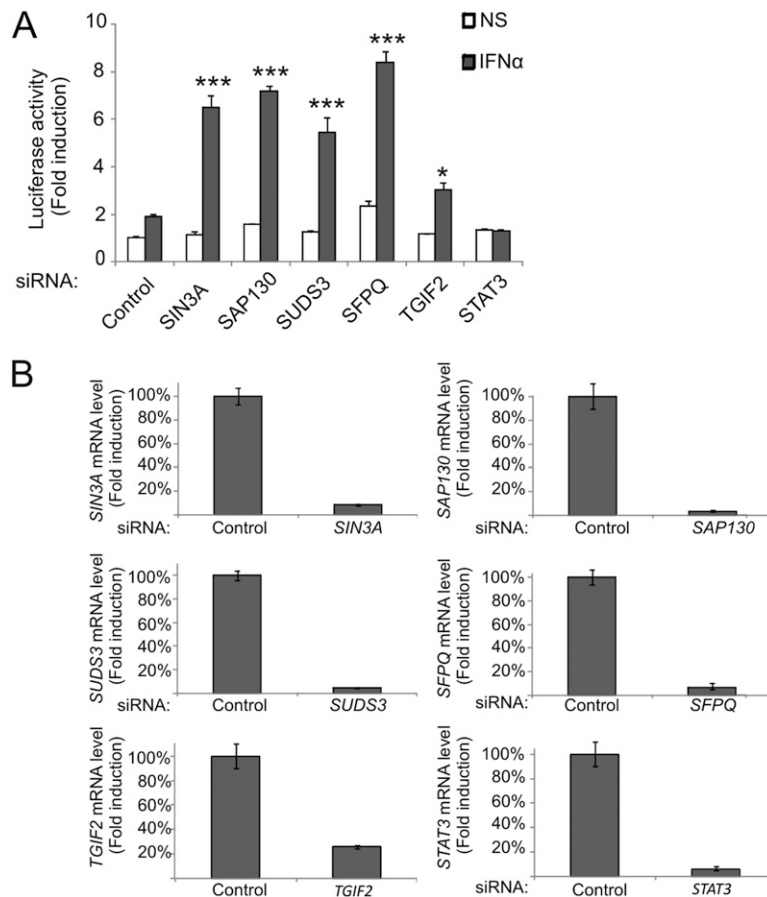 A
NS
IFNα
Luciferase activity
(Fold induction)
10
8
6
4
2
0
***
***
***
***
*
siRNA:
Control
SIN3A
SAP130
SUDS3
SFPQ
TGIF2
STAT3
B
SIN3A mRNA level
(Fold induction)
100%
80%
60%
40%
20%
siRNA: Control SIN3A
SAP130 mRNA level
(Fold induction)
100%
80%
60%
40%
20%
siRNA: Control SAP130
SUDS3 mRNA level
(Fold induction)
100%
80%
60%
40%
20%
siRNA: Control SUDS3
SFPQ mRNA level
(Fold induction)
100%
80%
60%
40%
20%
siRNA: Control SFPQ
TGIF2 mRNA level
(Fold induction)
100%
80%
60%
40%
20%
Control TGIF2
STAT3 mRNA level
(Fold induction)
100%
80%
60%
40%
20%
siRNA: Control STAT3